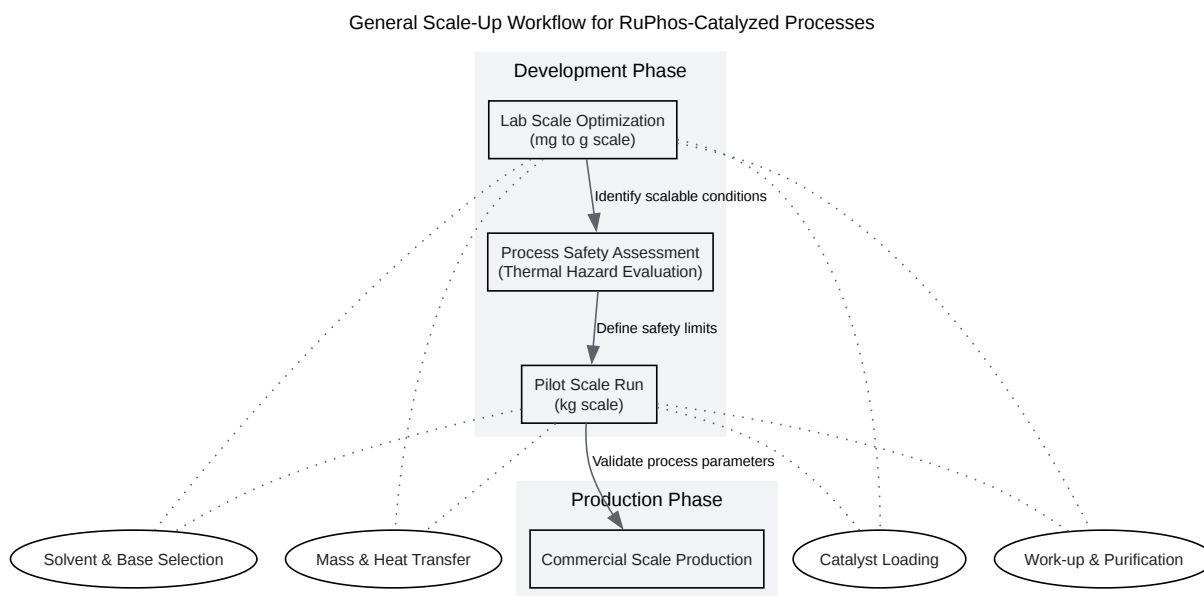 General Scale-Up Workflow for RuPhos-Catalyzed Processes
Development Phase
Lab Scale Optimization
(mg to g scale)
Identify scalable conditions
Process Safety Assessment
(Thermal Hazard Evaluation)
Define safety limits
Pilot Scale Run
(kg scale)
Validate process parameters
Production Phase
Solvent & Base Selection
Mass & Heat Transfer
Commercial Scale Production
Catalyst Loading
Work-up & Purification